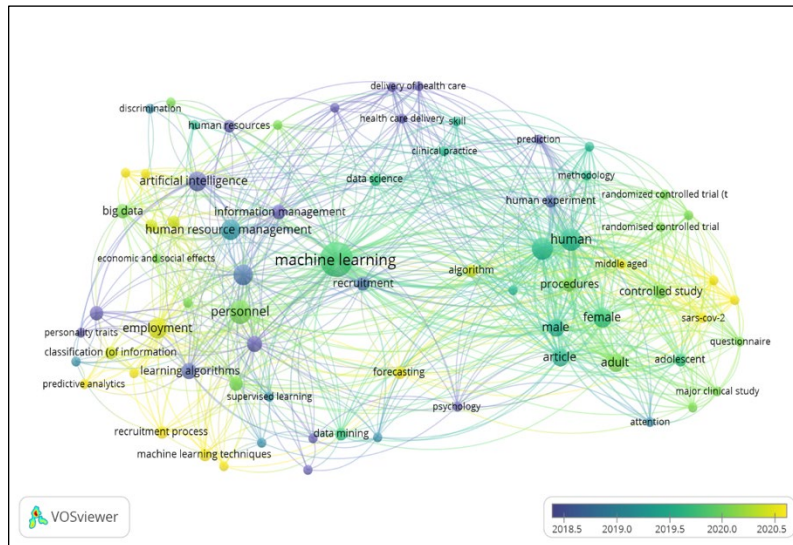 delivery of health care
discrimination
human resources
health care delivery
skill
prediction
clinical practice
methodology
artificial intelligence
data science
randomized controlled trial (t
big data
information management
human experiment
human resource management
randomised controlled trial
human
economic and social effects
machine learning
algorithm
middle aged
recruitment
procedures
controlled study
personnel
personality traits
employment
male
female
sars-cov-2
questionnaire
classification (of information
learning algorithms
article
adult
adolescent
predictive analytics
forecasting
supervised learning
major clinical study
psychology
attention
recruitment process
data mining
machine learning techniques
VOSviewer
2018.5 2019.0 2019.5 2020.0 2020.5